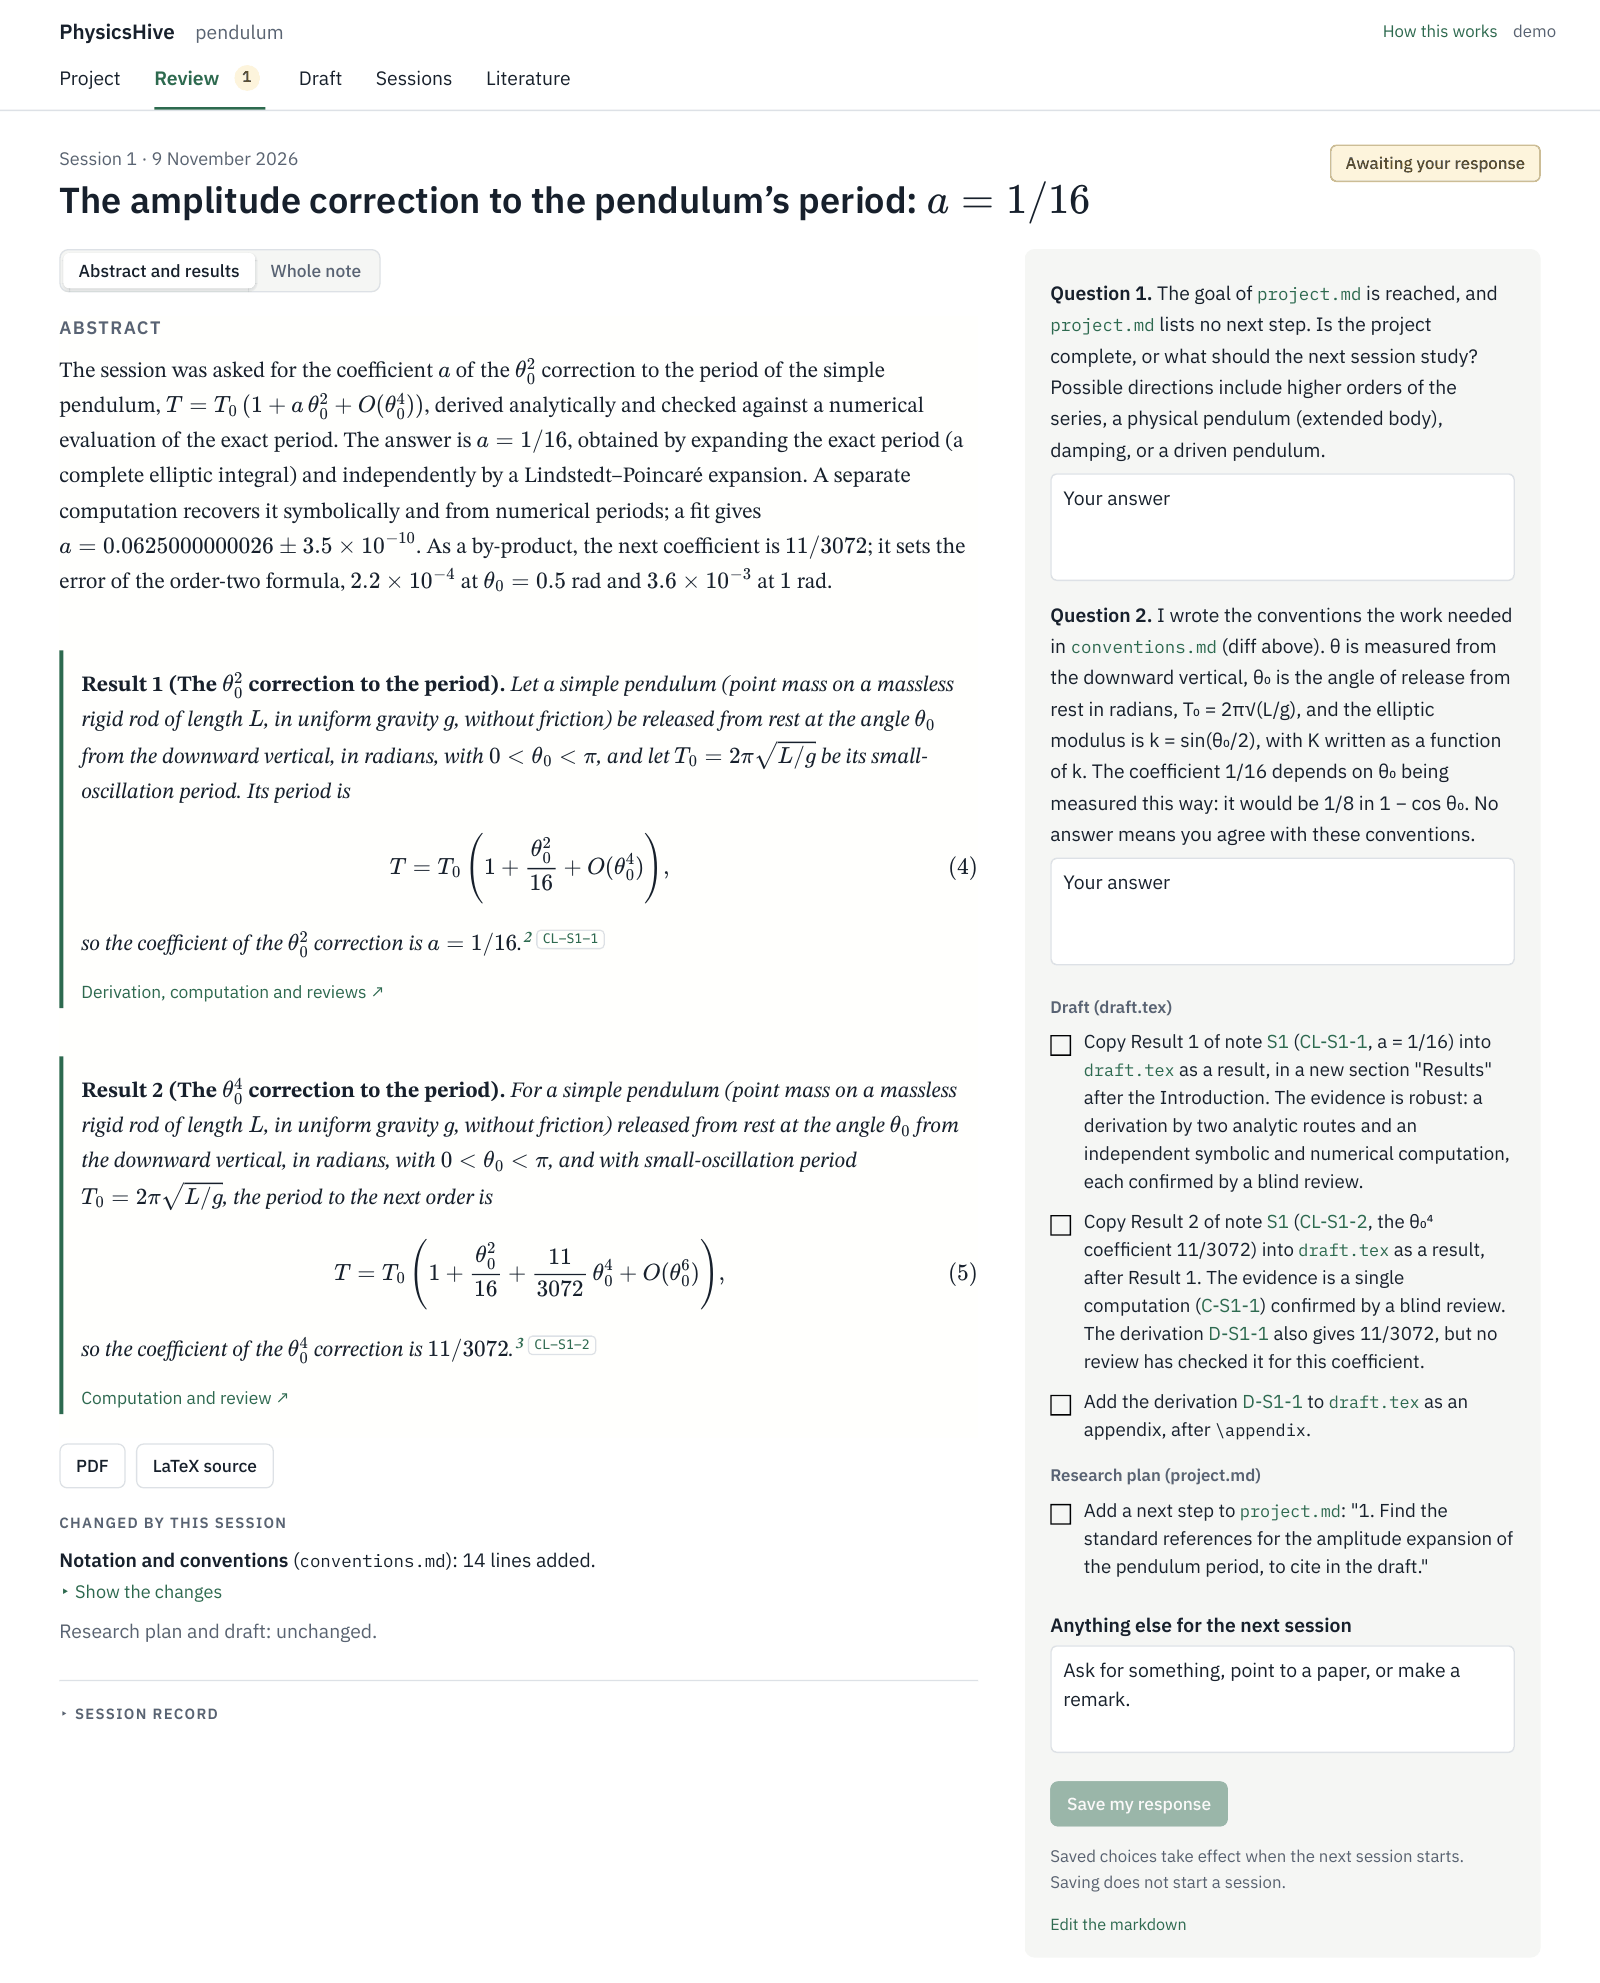 PhysicsHive pendulum
How this works demo
Project Review 1 Draft Sessions Literature
Session 1 · 9 November 2026
Awaiting your response
The amplitude correction to the pendulum's period: a = 1/16
Abstract and results Whole note
ABSTRACT
The session was asked for the coefficient a of the θ₀² correction to the period of the simple
pendulum, T = T₀ (1 + a θ₀² + O(θ₀⁴)), derived analytically and checked against a numerical
evaluation of the exact period. The answer is a = 1/16, obtained by expanding the exact period (a
complete elliptic integral) and independently by a Lindstedt–Poincaré expansion. A separate
computation recovers it symbolically and from numerical periods; a fit gives
a = 0.0625000000026 ± 3.5 × 10⁻¹⁰. As a by-product, the next coefficient is 11/3072; it sets the
error of the order-two formula, 2.2 × 10⁻⁴ at θ₀ = 0.5 rad and 3.6 × 10⁻³ at 1 rad.
Result 1 (The θ₀² correction to the period). Let a simple pendulum (point mass on a massless
rigid rod of length L, in uniform gravity g, without friction) be released from rest at the angle θ₀
from the downward vertical, in radians, with 0 < θ₀ < π, and let T₀ = 2π√(L/g) be its small-
oscillation period. Its period is
T = T₀ (1 + θ₀²/16 + O(θ₀⁴)), (4)
so the coefficient of the θ₀² correction is a = 1/16.² CL-S1-1
Derivation, computation and reviews ↗
Result 2 (The θ₀⁴ correction to the period). For a simple pendulum (point mass on a massless
rigid rod of length L, in uniform gravity g, without friction) released from rest at the angle θ₀ from
the downward vertical, in radians, with 0 < θ₀ < π, and with small-oscillation period
T₀ = 2π√(L/g), the period to the next order is
T = T₀ (1 + θ₀²/16 + 11/3072 θ₀⁴ + O(θ₀⁶)), (5)
so the coefficient of the θ₀⁴ correction is 11/3072.³ CL-S1-2
Computation and review ↗
PDF LaTeX source
CHANGED BY THIS SESSION
Notation and conventions (conventions.md): 14 lines added.
‣ Show the changes
Research plan and draft: unchanged.
‣ SESSION RECORD
Question 1. The goal of project.md is reached, and
project.md lists no next step. Is the project
complete, or what should the next session study?
Possible directions include higher orders of the
series, a physical pendulum (extended body),
damping, or a driven pendulum.
Your answer
Question 2. I wrote the conventions the work needed
in conventions.md (diff above). θ is measured from
the downward vertical, θ₀ is the angle of release from
rest in radians, T₀ = 2π√(L/g), and the elliptic
modulus is k = sin(θ₀/2), with K written as a function
of k. The coefficient 1/16 depends on θ₀ being
measured this way: it would be 1/8 in 1 − cos θ₀. No
answer means you agree with these conventions.
Your answer
Draft (draft.tex)
Copy Result 1 of note S1 (CL-S1-1, a = 1/16) into
draft.tex as a result, in a new section "Results"
after the Introduction. The evidence is robust: a
derivation by two analytic routes and an
independent symbolic and numerical computation,
each confirmed by a blind review.
Copy Result 2 of note S1 (CL-S1-2, the θ₀⁴
coefficient 11/3072) into draft.tex as a result,
after Result 1. The evidence is a single
computation (C-S1-1) confirmed by a blind review.
The derivation D-S1-1 also gives 11/3072, but no
review has checked it for this coefficient.
Add the derivation D-S1-1 to draft.tex as an
appendix, after \appendix.
Research plan (project.md)
Add a next step to project.md: "1. Find the
standard references for the amplitude expansion of
the pendulum period, to cite in the draft."
Anything else for the next session
Ask for something, point to a paper, or make a
remark.
Save my response
Saved choices take effect when the next session starts.
Saving does not start a session.
Edit the markdown